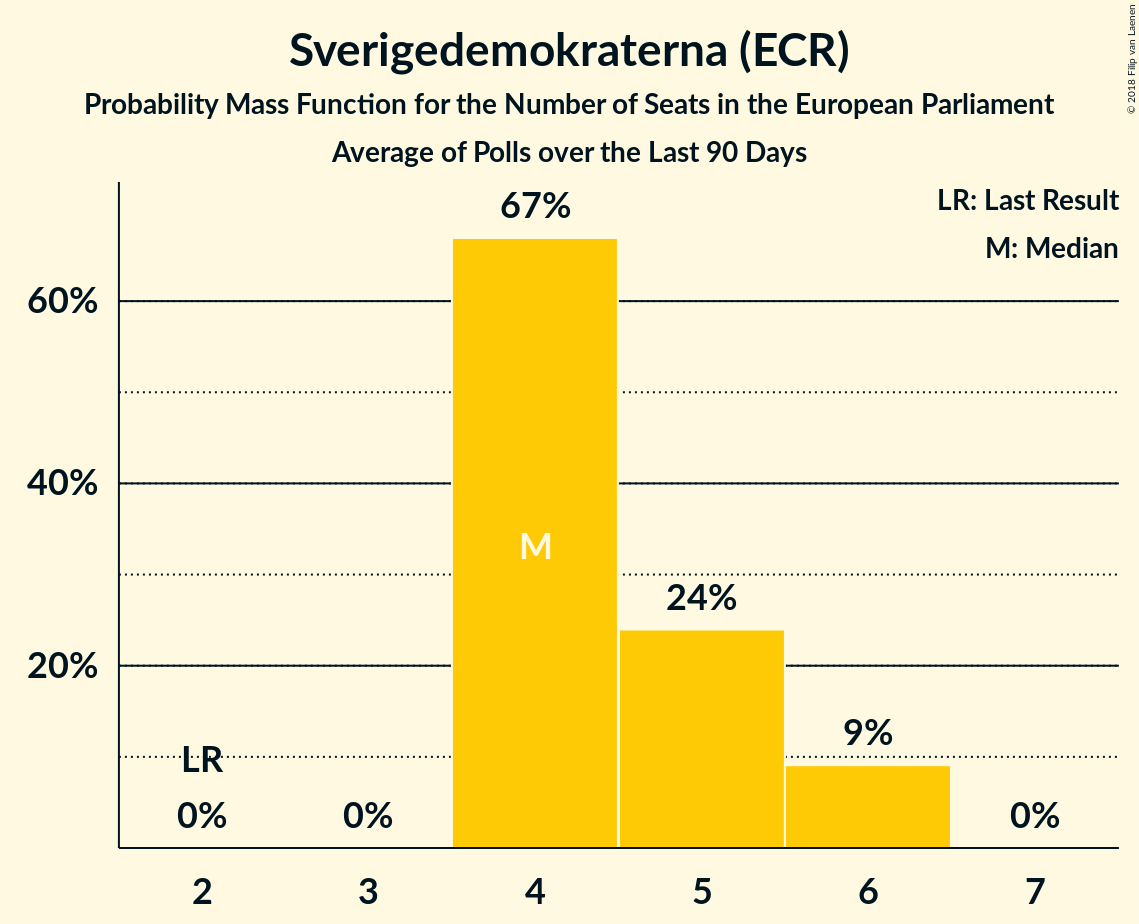 Sverigedemokraterna (ECR)
Probability Mass Function for the Number of Seats in the European Parliament
Average of Polls over the Last 90 Days
© 2018 Filip van Laenen
LR: Last Result
M: Median
67%
60%
40%
M
24%
20%
9%
LR
0%
0%
0%
2 3 4 5 6 7